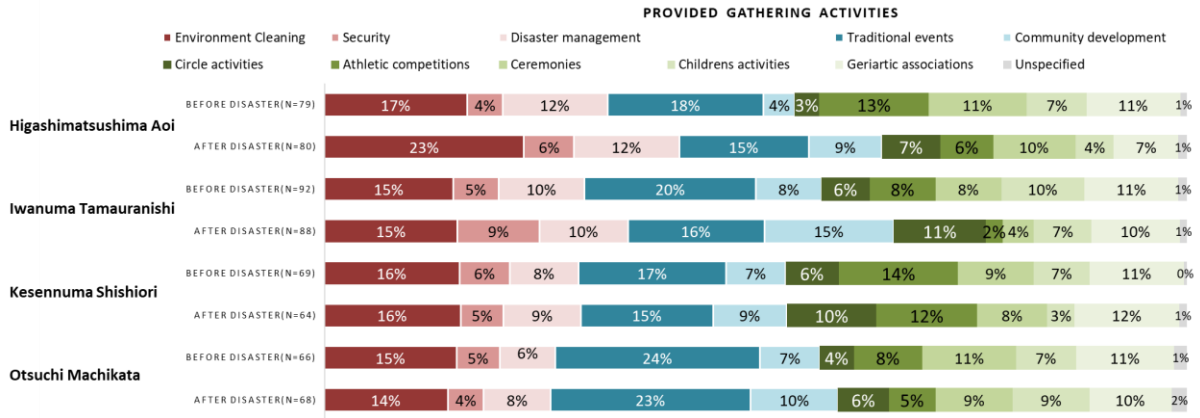 PROVIDED GATHERING ACTIVITIES
Environment Cleaning Security Disaster management Traditional events Community development
Circle activities Athletic competitions Ceremonies Childrens activities Geriartic associations Unspecified
Higashimatsushima Aoi
BEFORE DISASTER(N=79) 17% 4% 12% 18% 4% 3% 13% 11% 7% 11% 1%
AFTER DISASTER(N=80) 23% 6% 12% 15% 9% 7% 6% 10% 4% 7% 1%
Iwanuma Tamauranishi
BEFORE DISASTER(N=92) 15% 5% 10% 20% 8% 6% 8% 8% 10% 11% 1%
AFTER DISASTER(N=88) 15% 9% 10% 16% 15% 11% 2% 4% 7% 10% 1%
Kesennuma Shishiori
BEFORE DISASTER(N=69) 16% 6% 8% 17% 7% 6% 14% 9% 7% 11% 0%
AFTER DISASTER(N=64) 16% 5% 9% 15% 9% 10% 12% 8% 3% 12% 1%
Otsuchi Machikata
BEFORE DISASTER(N=66) 15% 5% 6% 24% 7% 4% 8% 11% 7% 11% 1%
AFTER DISASTER(N=68) 14% 4% 8% 23% 10% 6% 5% 9% 9% 10% 2%